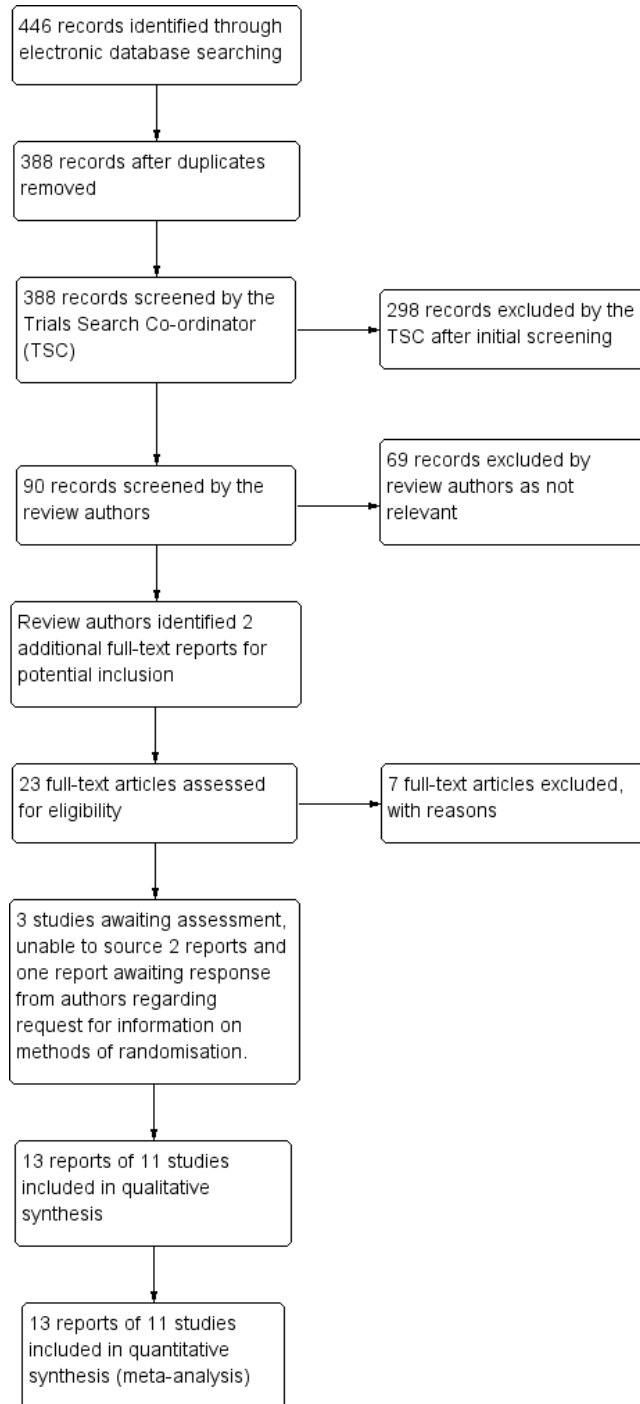 446 records identified through
electronic database searching
388 records after duplicates
removed
388 records screened by the
Trials Search Co-ordinator
(TSC)
298 records excluded by the
TSC after initial screening
90 records screened by the
review authors
69 records excluded by
review authors as not
relevant
Review authors identified 2
additional full-text reports for
potential inclusion
23 full-text articles assessed
for eligibility
7 full-text articles excluded,
with reasons
3 studies awaiting assessment,
unable to source 2 reports and
one report awaiting response
from authors regarding
request for information on
methods of randomisation.
13 reports of 11 studies
included in qualitative
synthesis
13 reports of 11 studies
included in quantitative
synthesis (meta-analysis)